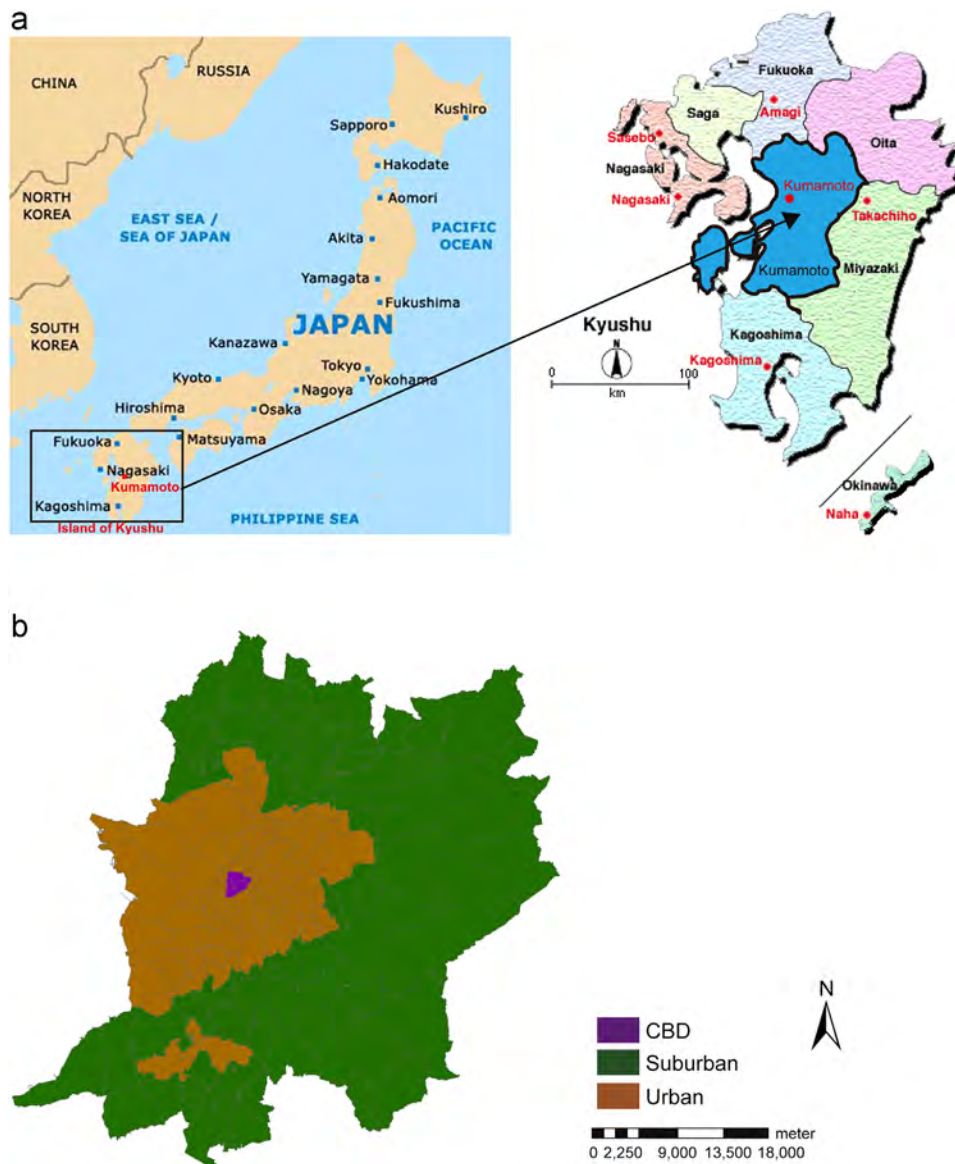 a
CHINA
RUSSIA
NORTH
KOREA
SOUTH
KOREA
EAST SEA /
SEA OF JAPAN
PACIFIC
OCEAN
JAPAN
PHILIPPINE SEA
Kushiro
Sapporo
Hakodate
Aomori
Akita
Yamagata
Fukushima
Kanazawa
Tokyo
Yokohama
Kyoto
Nagoya
Osaka
Hiroshima
Matsuyama
Fukuoka
Nagasaki
Kumamoto
Kagoshima
Island of Kyushu
Fukuoka
Amagi
Saga
Sasebo
Oita
Nagasaki
Nagasaki
Kumamoto
Takachiho
Kumamoto
Miyazaki
Kyushu
N
0
100
km
Kagoshima
Kagoshima
Okinawa
Naha
b
CBD
Suburban
Urban
N
meter
0 2,250 9,000 13,500 18,000